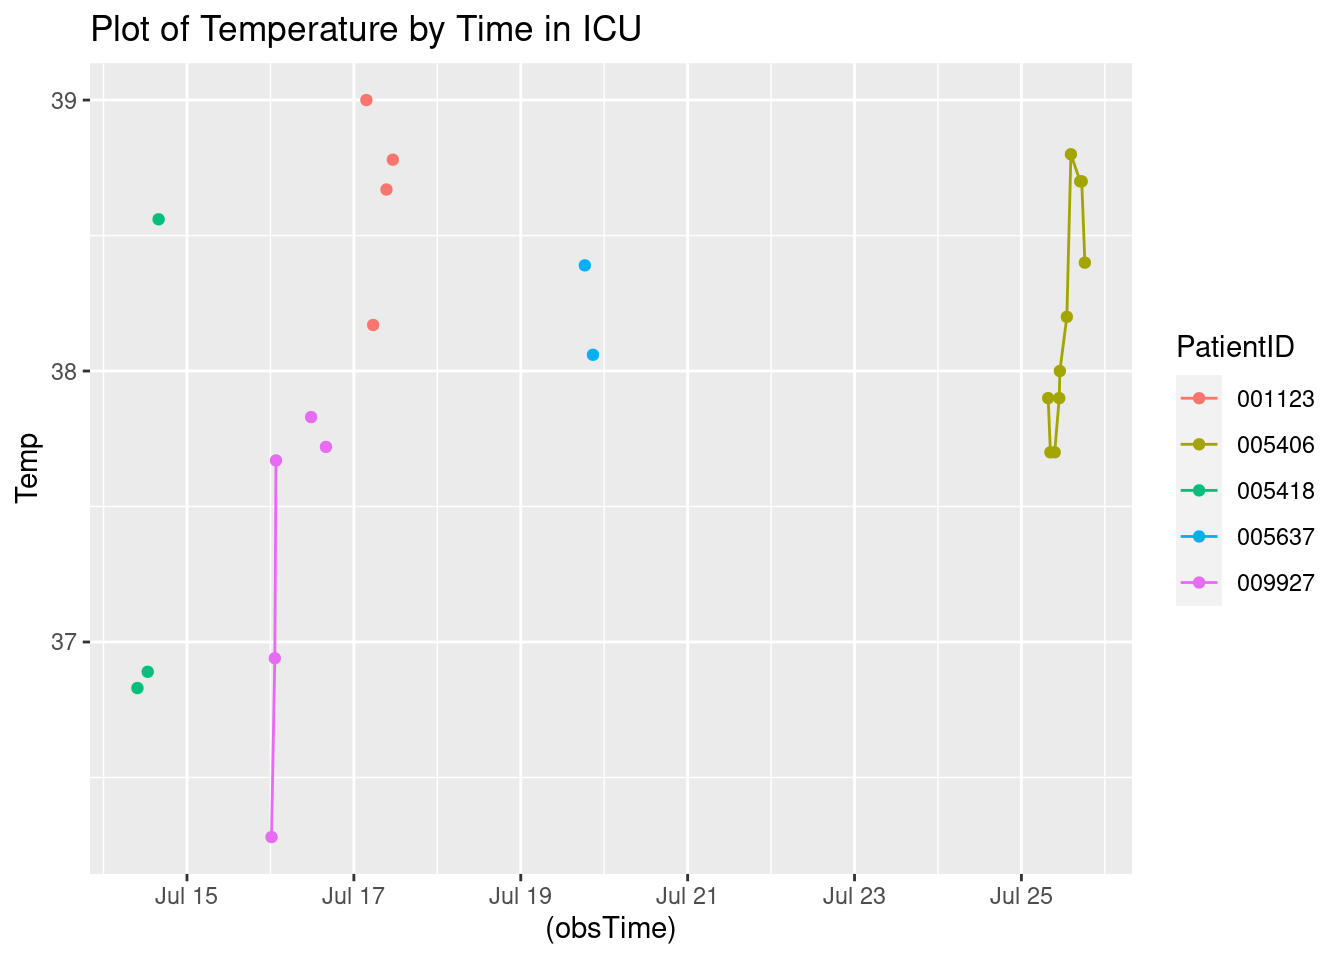 Plot of Temperature by Time in ICU
39
38
37
Temp
Jul 15
Jul 17
Jul 19
Jul 21
Jul 23
Jul 25
(obsTime)
PatientID
001123
005406
005418
005637
009927